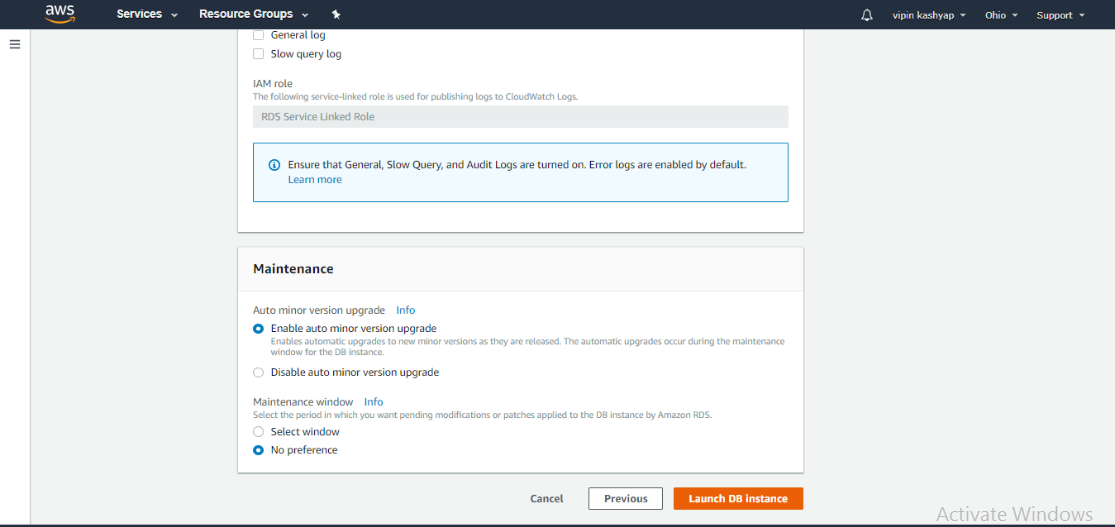 aws Services Resource Groups vipin kashyap Ohio Support
General log
Slow query log
IAM role
The following service-linked role is used for publishing logs to CloudWatch Logs.
RDS Service Linked Role
Ensure that General, Slow Query, and Audit Logs are turned on. Error logs are enabled by default.
Learn more
Maintenance
Auto minor version upgrade Info
Enable auto minor version upgrade
Enables automatic upgrades to new minor versions as they are released. The automatic upgrades occur during the maintenance
window for the DB instance.
Disable auto minor version upgrade
Maintenance window Info
Select the period in which you want pending modifications or patches applied to the DB instance by Amazon RDS.
Select window
No preference
Cancel Previous Launch DB instance
Activate Windows